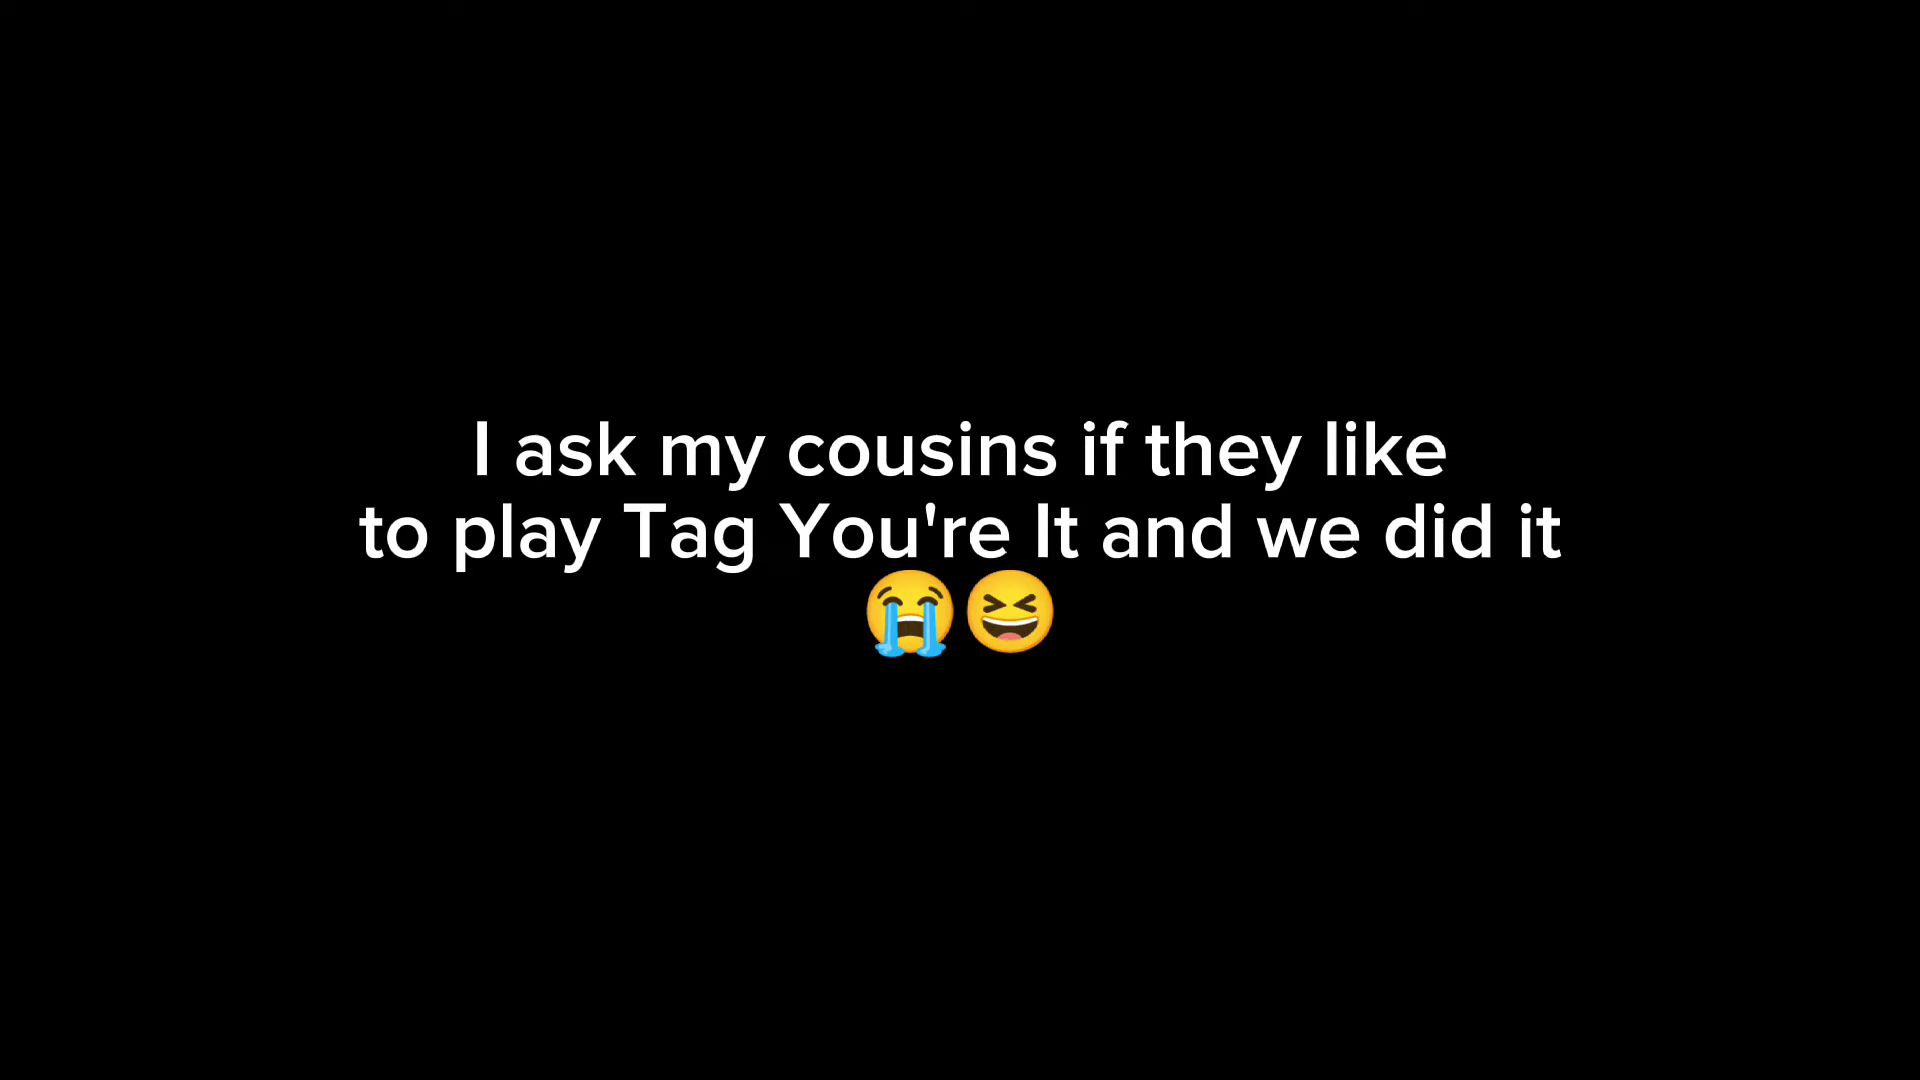 I ask my cousins if they like
to play Tag You're It and we did it
😭😆